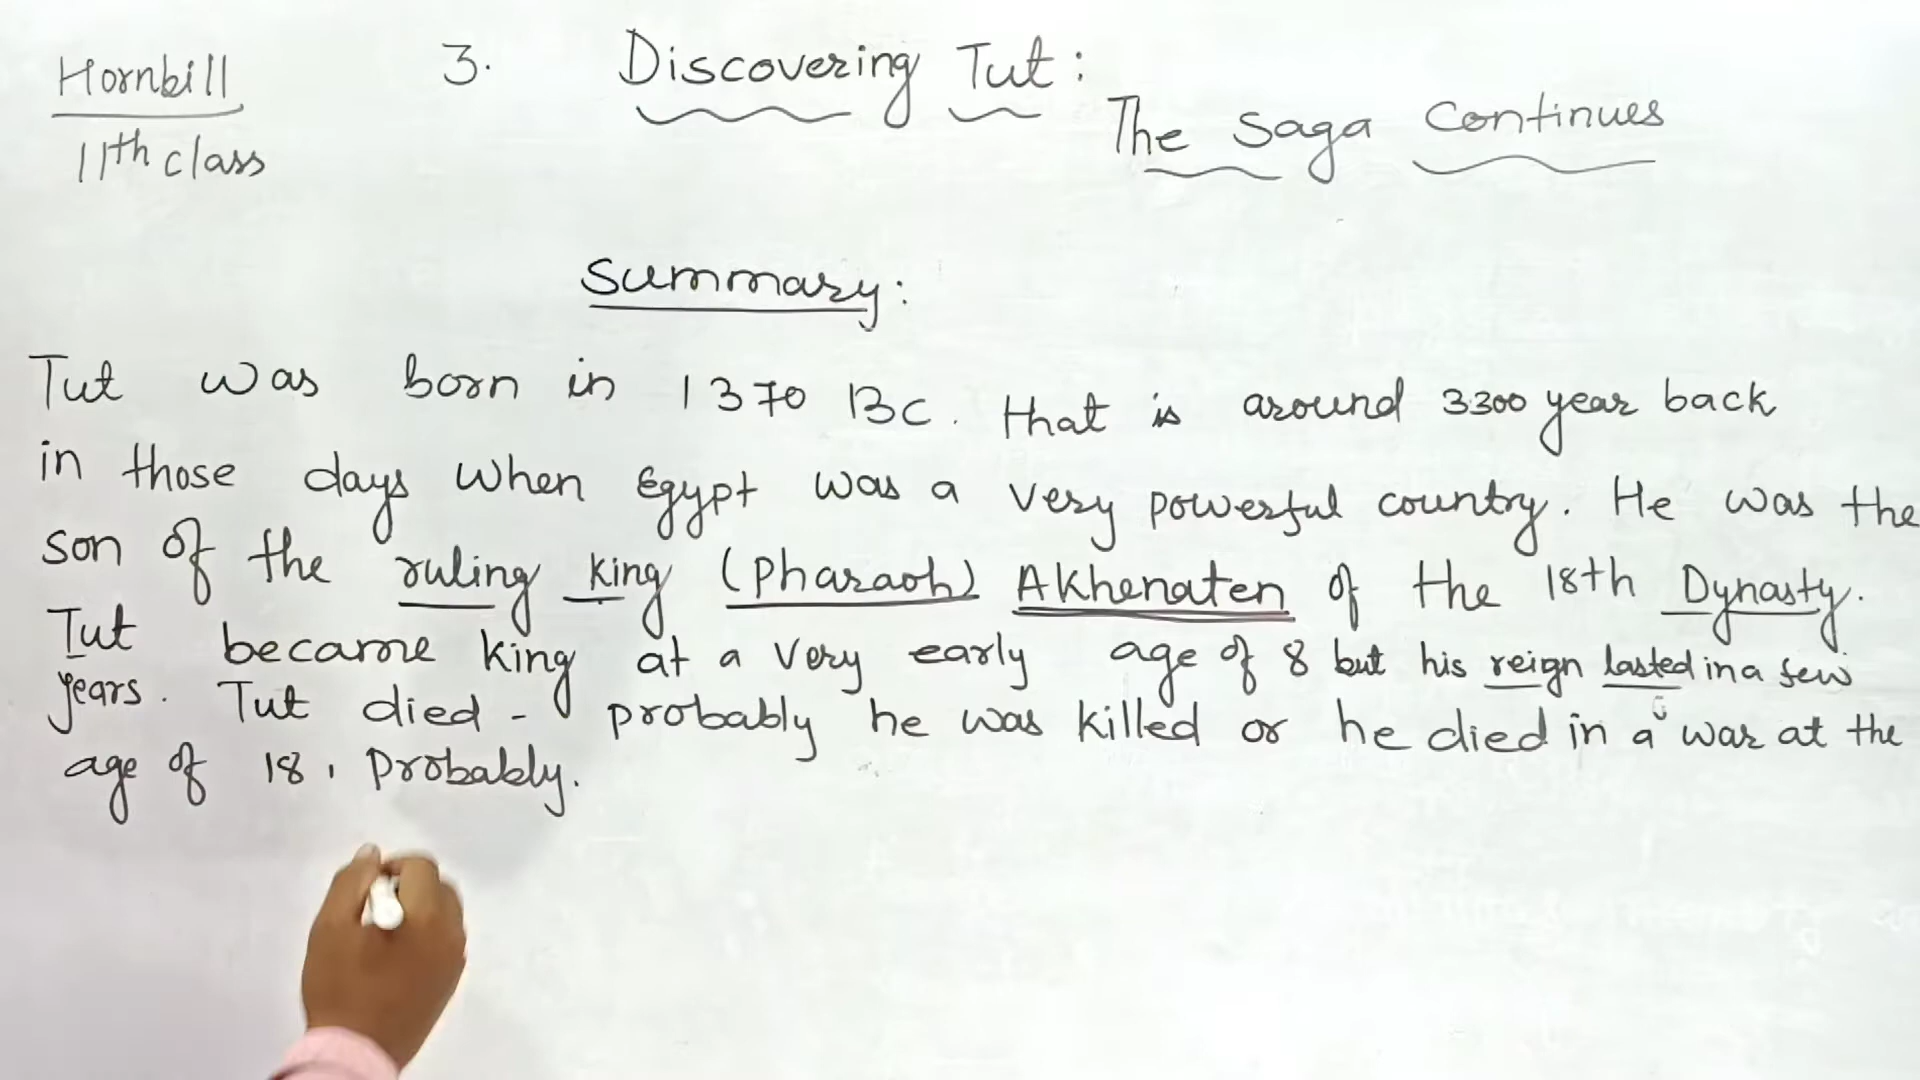 Hornbill
11th class
3. Discovering Tut:
The Saga Continues
Summary:
Tut was born in 1370 BC. that is around 3300 year back
in those days when Egypt was a very powerful country. He was the
son of the ruling king (Pharaoh) Akhenaten of the 18th Dynasty.
Tut became king at a very early age of 8 but his reign lasted in a few
years. Tut died - probably he was killed or he died in a war at the
age of 18, Probably.